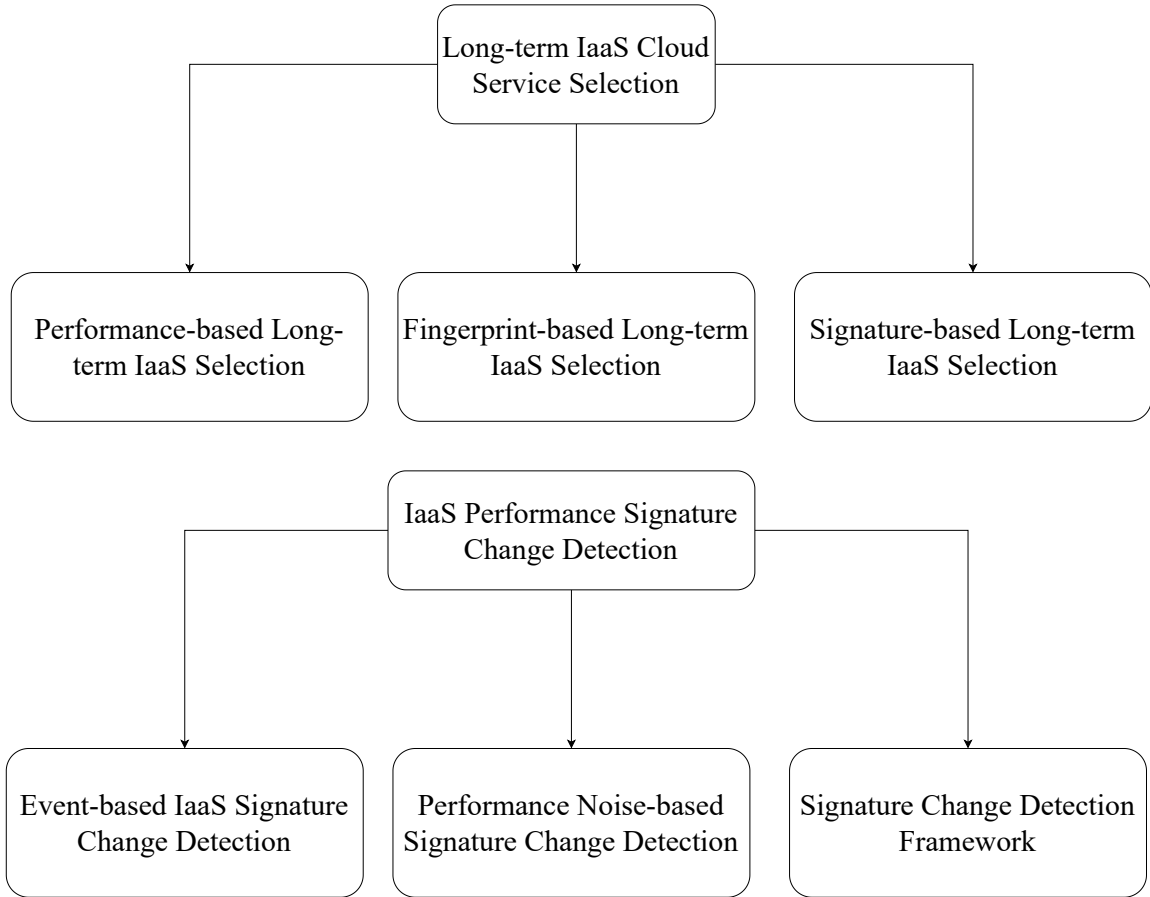 Long-term IaaS Cloud
Service Selection
Performance-based Long-
term IaaS Selection
Fingerprint-based Long-term
IaaS Selection
Signature-based Long-term
IaaS Selection
IaaS Performance Signature
Change Detection
Event-based IaaS Signature
Change Detection
Performance Noise-based
Signature Change Detection
Signature Change Detection
Framework